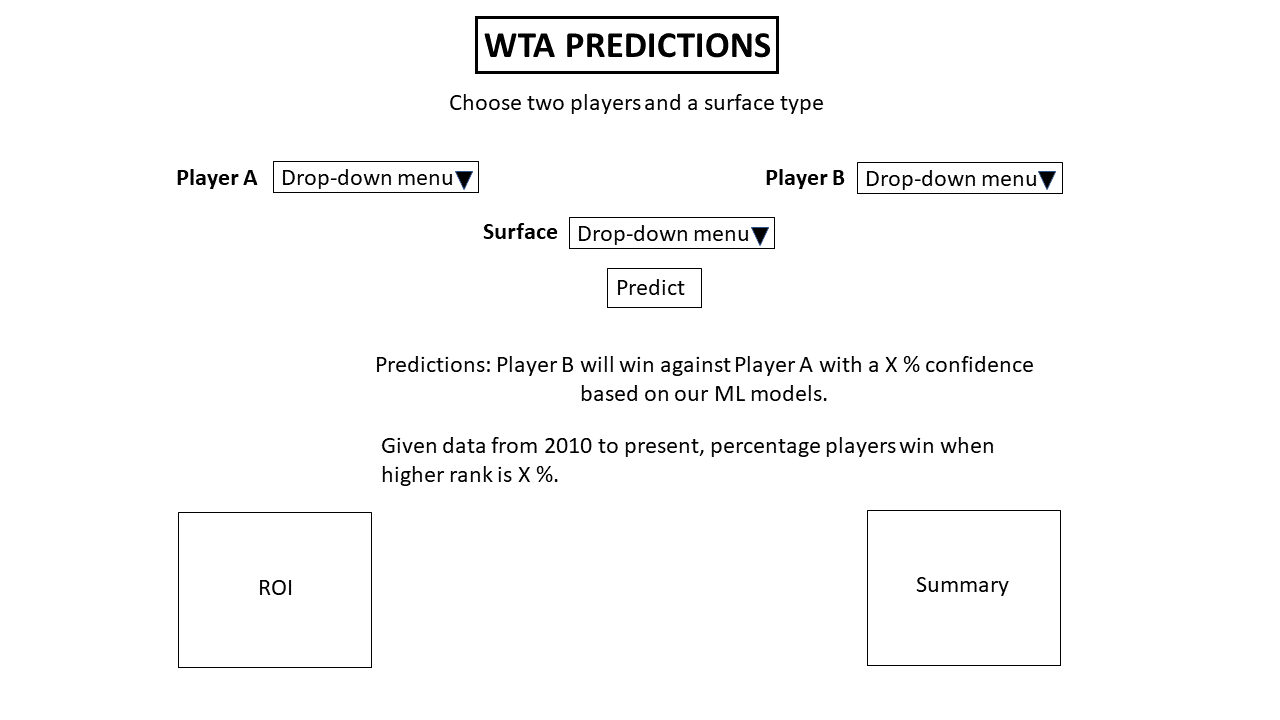 WTA PREDICTIONS
Choose two players and a surface type
Player A Drop-down menu
Player B Drop-down menu
Surface Drop-down menu
Predict
Predictions: Player B will win against Player A with a X % confidence
based on our ML models.
Given data from 2010 to present, percentage players win when
higher rank is X %.
ROI
Summary